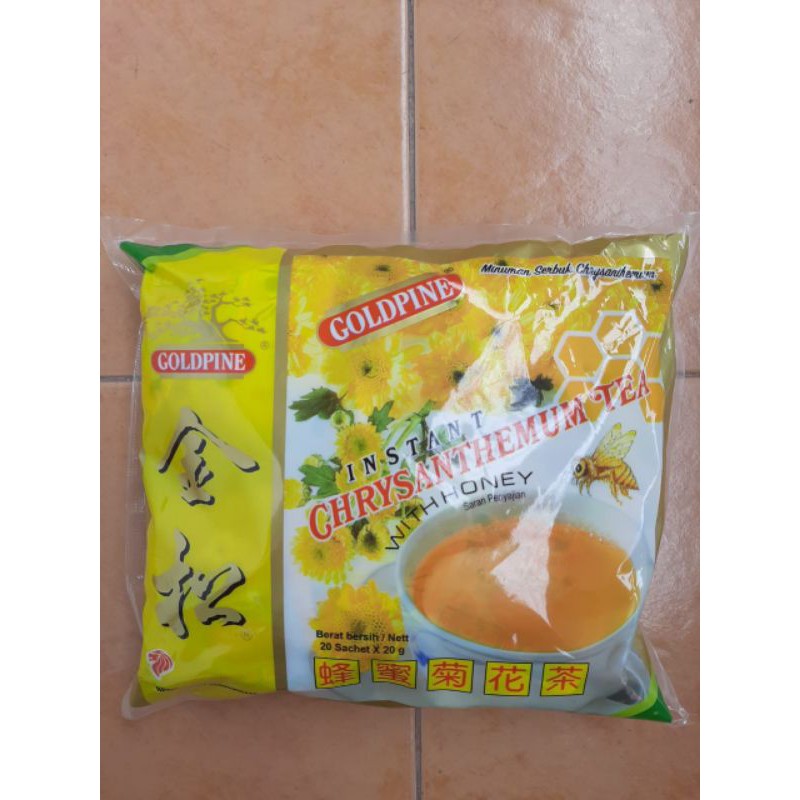 Minuman Serbuk Chrysanthemum
GOLDPINE
GOLDPINE
®
金松
®
INSTANT
CHRYSANTHEMUM TEA
WITH HONEY
Saran Penyajian
Berat bersih / Nett
20 Sachet X 20 g
蜂蜜菊花茶